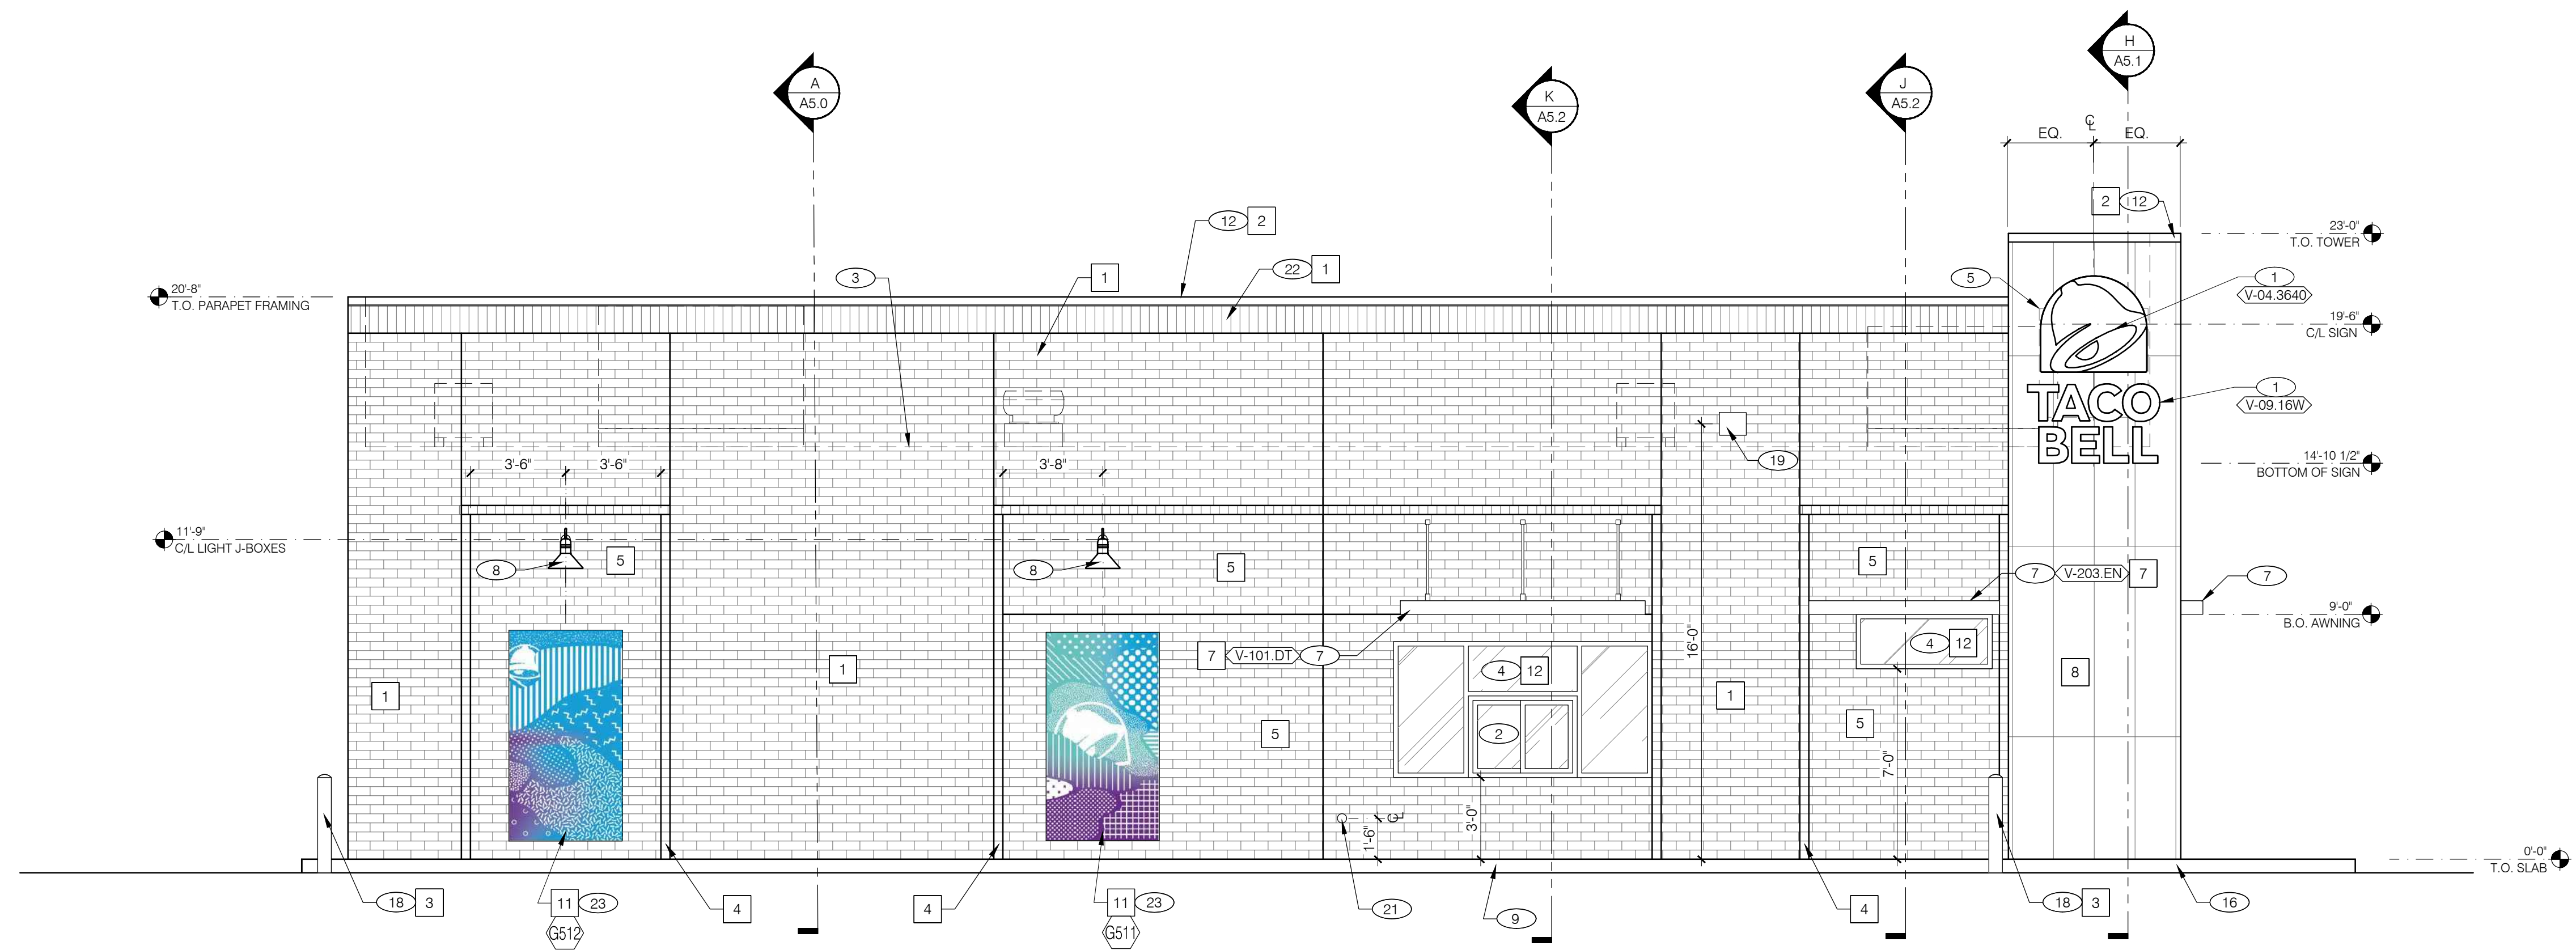 H
A5.1
A
A5.0
K
A5.2
J
A5.2
EQ. ℄ EQ.
2 12
12 2
23'-0"
T.O. TOWER
3
1
22 1
5
1
V-04.3640
20'-8"
T.O. PARAPET FRAMING
19'-6"
C/L SIGN
1
V-09.16W
TACO
BELL
3'-6" 3'-6"
3'-8"
19
14'-10 1/2"
BOTTOM OF SIGN
11'-9"
C/L LIGHT J-BOXES
8
5
8
5
5
7 V-203.EN 7
7
9'-0"
B.O. AWNING
7 V-101.DT 7
16'-0"
4 12
4 12
1
1
1
8
5
2
5
7'-0"
3'-0"
1'-6"
℄
0'-0"
T.O. SLAB
18 3
11 23
G512
4
4
11 23
G511
21
9
4
18 3
16